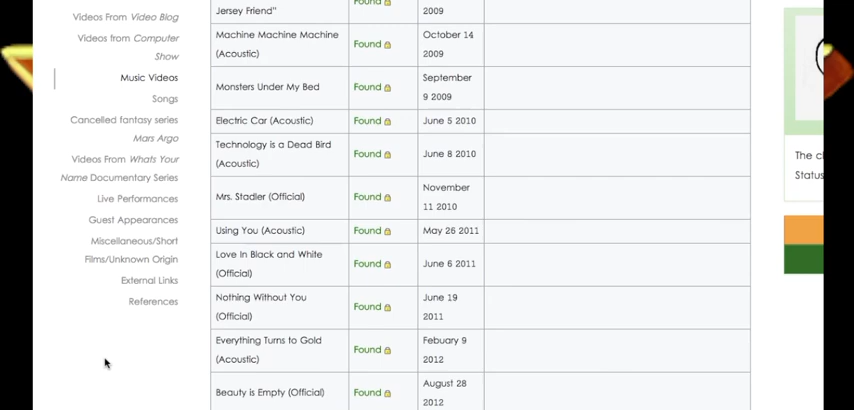 Videos From Video Blog
Videos from Computer
Show
Music Videos
Songs
Cancelled fantasy series
Mars Argo
Videos From Whats Your
Name Documentary Series
Live Performances
Guest Appearances
Miscellaneous/Short
Films/Unknown Origin
External Links
References
Jersey Friend"
Found
2009
Machine Machine Machine
(Acoustic)
Found
October 14
2009
Monsters Under My Bed
Found
September
9 2009
Electric Car (Acoustic)
Found
June 5 2010
Technology is a Dead Bird
(Acoustic)
Found
June 8 2010
Mrs. Stadler (Official)
Found
November
11 2010
Using You (Acoustic)
Found
May 26 2011
Love In Black and White
(Official)
Found
June 6 2011
Nothing Without You
(Official)
Found
June 19
2011
Everything Turns to Gold
(Acoustic)
Found
Febuary 9
2012
Beauty is Empty (Official)
Found
August 28
2012
The
Status